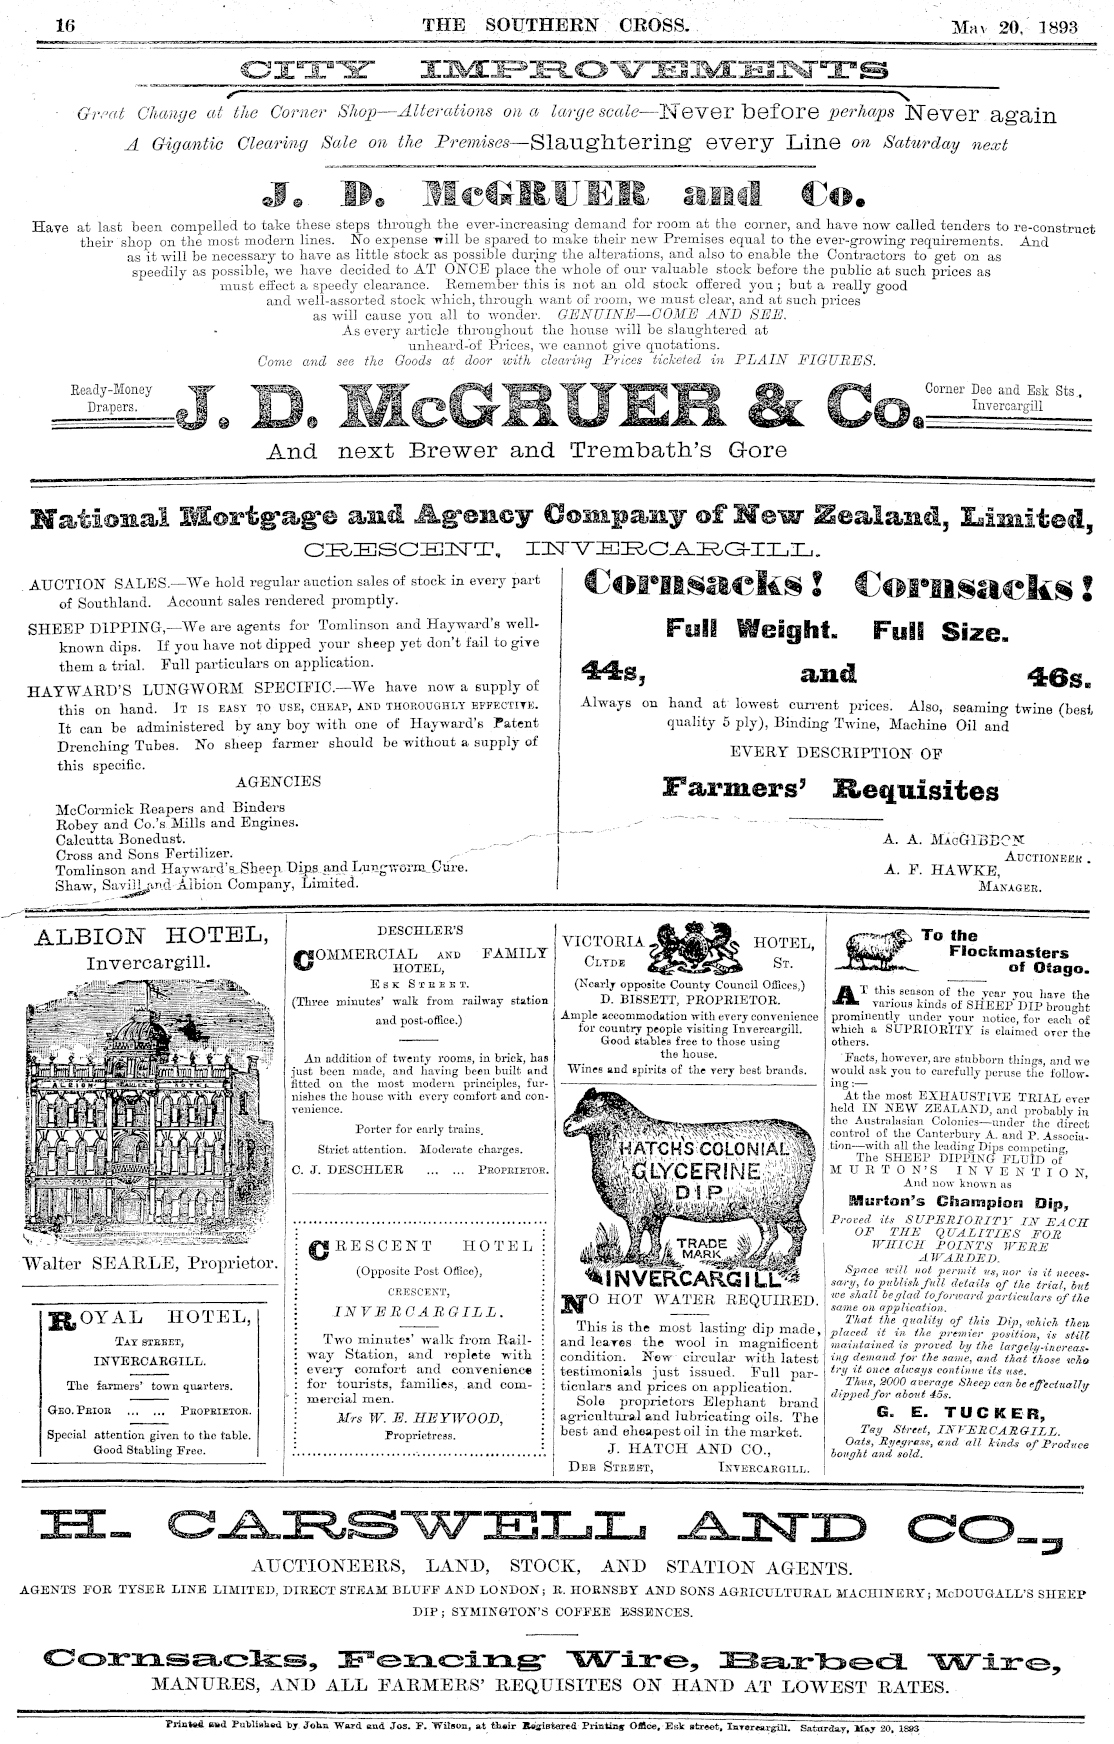 16 THE SOUTHERN CROSS. May 20, 1893
CITY IMPROVEMENTS
Great Change at the Corner Shop—Alterations on a large scale—Never before perhaps Never again
A Gigantic Clearing Sale on the Premises—Slaughtering every Line on Saturday next
J. D. McGRUER and Co.
Have at last been compelled to take these steps through the ever-increasing demand for room at the corner, and have now called tenders to re-construct
their shop on the most modern lines. No expense will be spared to make their new Premises equal to the ever-growing requirements. And
as it will be necessary to have as little stock as possible during the alterations, and also to enable the Contractors to get on as
speedily as possible, we have decided to AT ONCE place the whole of our valuable stock before the public at such prices as
must effect a speedy clearance. Remember this is not an old stock offered you; but a really good
and well-assorted stock which, through want of room, we must clear, and at such prices
as will cause you all to wonder. GENUINE—COME AND SEE.
As every article throughout the house will be slaughtered at
unheard-of Prices, we cannot give quotations.
Come and see the Goods at door with clearing Prices ticketed in PLAIN FIGURES.
Ready-Money
Drapers.
J. D. McGRUER & Co.
Corner Dee and Esk Sts,
Invercargill
And next Brewer and Trembath's Gore
National Mortgage and Agency Company of New Zealand, Limited,
CRESCENT, INVERCARGILL.
AUCTION SALES.—We hold regular auction sales of stock in every part
of Southland. Account sales rendered promptly.
SHEEP DIPPING,—We are agents for Tomlinson and Hayward's well-
known dips. If you have not dipped your sheep yet don't fail to give
them a trial. Full particulars on application.
HAYWARD'S LUNGWORM SPECIFIC.—We have now a supply of
this on hand. IT IS EASY TO USE, CHEAP, AND THOROUGHLY EFFECTIVE.
It can be administered by any boy with one of Hayward's Patent
Drenching Tubes. No sheep farmer should be without a supply of
this specific.
AGENCIES
McCormick Reapers and Binders
Robey and Co.'s Mills and Engines.
Calcutta Bonedust.
Cross and Sons Fertilizer.
Tomlinson and Hayward's Sheep Dips and Lungworm Cure.
Shaw, Savill and Albion Company, Limited.
Cornsacks! Cornsacks!
Full Weight. Full Size.
44s, and 46s.
Always on hand at lowest current prices. Also, seaming twine (best
quality 5 ply), Binding Twine, Machine Oil and
EVERY DESCRIPTION OF
Farmers' Requisites
A. A. MacGIBBON
AUCTIONEER.
A. F. HAWKE,
MANAGER.
ALBION HOTEL,
Invercargill.
ALBION HOTEL
Walter SEARLE, Proprietor.
ROYAL HOTEL,
TAY STREET,
INVERCARGILL.
The farmers' town quarters.
GEO. PRIOR ... ... PROPRIETOR.
Special attention given to the table.
Good Stabling Free.
DESCHLER'S
COMMERCIAL AND FAMILY
HOTEL,
ESK STREET.
(Three minutes' walk from railway station
and post-office.)
An addition of twenty rooms, in brick, has
just been made, and having been built and
fitted on the most modern principles, fur-
nishes the house with every comfort and con-
venience.
Porter for early trains.
Strict attention. Moderate charges.
C. J. DESCHLER ... ... PROPRIETOR.
CRESCENT HOTEL
(Opposite Post Office),
CRESCENT,
INVERCARGILL.
Two minutes' walk from Rail-
way Station, and replete with
every comfort and convenience
for tourists, families, and com-
mercial men.
Mrs W. E. HEYWOOD,
Proprietress.
VICTORIA HOTEL,
CLYDE ST.
(Nearly opposite County Council Offices,)
D. BISSETT, PROPRIETOR.
Ample accommodation with every convenience
for country people visiting Invercargill.
Good stables free to those using
the house.
Wines and spirits of the very best brands.
HATCH'S COLONIAL
GLYCERINE
DIP
TRADE
MARK
INVERCARGILL
NO HOT WATER REQUIRED.
This is the most lasting dip made,
and leaves the wool in magnificent
condition. New circular with latest
testimonials just issued. Full par-
ticulars and prices on application.
Sole proprietors Elephant brand
agricultural and lubricating oils. The
best and cheapest oil in the market.
J. HATCH AND CO.,
DEE STREET, INVERCARGILL.
To the
Flockmasters
of Otago.
AT this season of the year you have the
various kinds of SHEEP DIP brought
prominently under your notice, for each of
which a SUPRIORITY is claimed over the
others.
Facts, however, are stubborn things, and we
would ask you to carefully peruse the follow-
ing:—
At the most EXHAUSTIVE TRIAL ever
held IN NEW ZEALAND, and probably in
the Australasian Colonies—under the direct
control of the Canterbury A. and P. Associa-
tion—with all the leading Dips competing,
The SHEEP DIPPING FLUID of
MURTON'S INVENTION,
And now known as
Murton's Champion Dip,
Proved its SUPERIORITY IN EACH
OF THE QUALITIES FOR
WHICH POINTS WERE
AWARDED.
Space will not permit us, nor is it neces-
sary, to publish full details of the trial, but
we shall be glad to forward particulars of the
same on application.
That the quality of this Dip, which then
placed it in the premier position, is still
maintained is proved by the largely-increas-
ing demand for the same, and that those who
try it once always continue its use.
Thus, 2000 average Sheep can be effectually
dipped for about 45s.
G. E. TUCKER,
Tay Street, INVERCARGILL.
Oats, Ryegrass, and all kinds of Produce
bought and sold.
H. CARSWELL AND CO.,
AUCTIONEERS, LAND, STOCK, AND STATION AGENTS.
AGENTS FOR TYSER LINE LIMITED, DIRECT STEAM BLUFF AND LONDON; R. HORNSBY AND SONS AGRICULTURAL MACHINERY; McDOUGALL'S SHEEP
DIP; SYMINGTON'S COFFEE ESSENCES.
Cornsacks, Fencing Wire, Barbed Wire,
MANURES, AND ALL FARMERS' REQUISITES ON HAND AT LOWEST RATES.
Printed and Published by John Ward and Jos. F. Wilson, at their Registered Printing Office, Esk street, Invercargill. Saturday, May 20, 1893